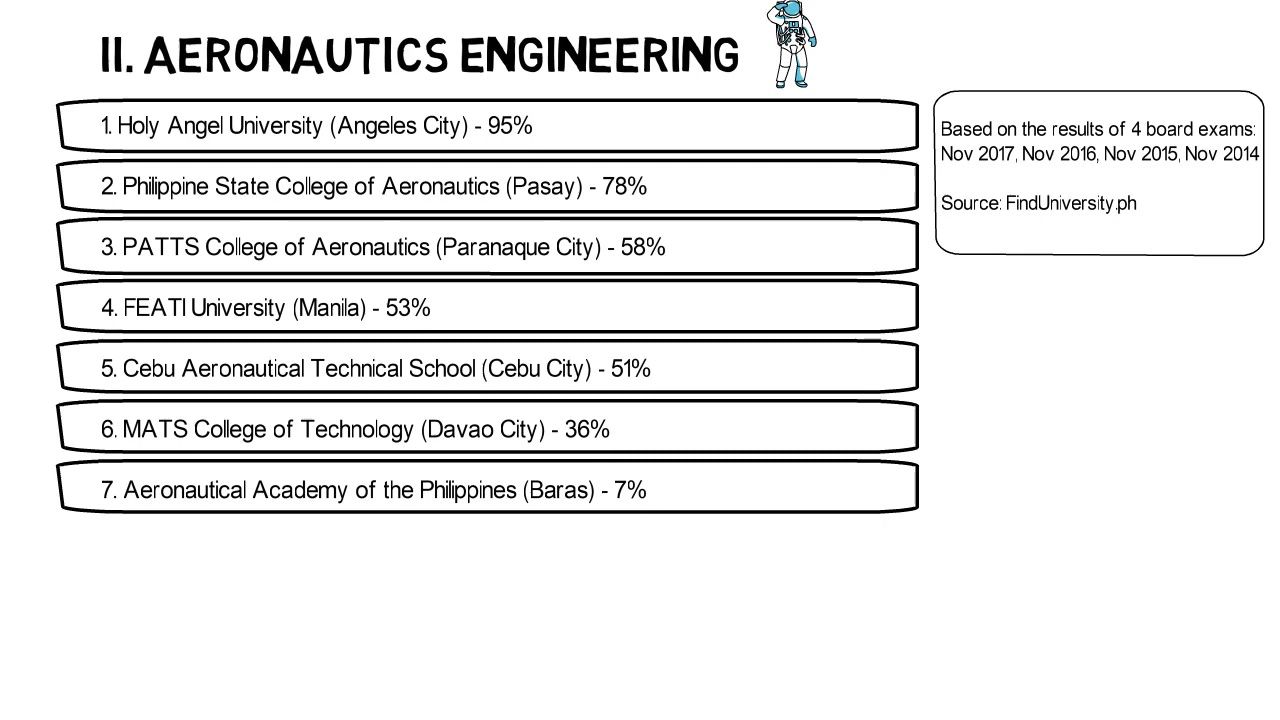 II. AERONAUTICS ENGINEERING
1. Holy Angel University (Angeles City) - 95%
2. Philippine State College of Aeronautics (Pasay) - 78%
3. PATTS College of Aeronautics (Paranaque City) - 58%
4. FEATI University (Manila) - 53%
5. Cebu Aeronautical Technical School (Cebu City) - 51%
6. MATS College of Technology (Davao City) - 36%
7. Aeronautical Academy of the Philippines (Baras) - 7%
Based on the results of 4 board exams:
Nov 2017, Nov 2016, Nov 2015, Nov 2014
Source: FindUniversity.ph